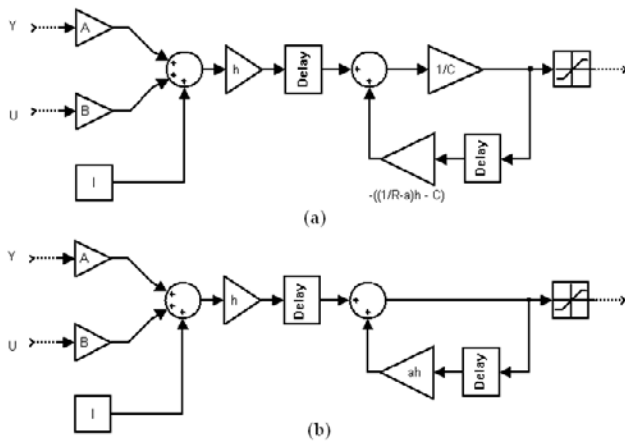 Y
A
U
B
I
+
+
+
h
Delay
+
+
1/C
Delay
-((1/R-a)h - C)
(a)
Y
A
U
B
I
+
+
+
h
Delay
+
+
ah
Delay
(b)